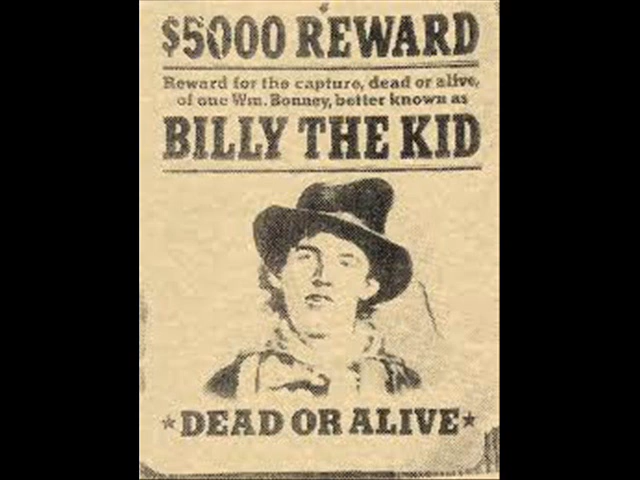 $5000 REWARD
Reward for the capture, dead or alive,
of one Wm. Bonney, better known as
BILLY THE KID
*DEAD OR ALIVE*